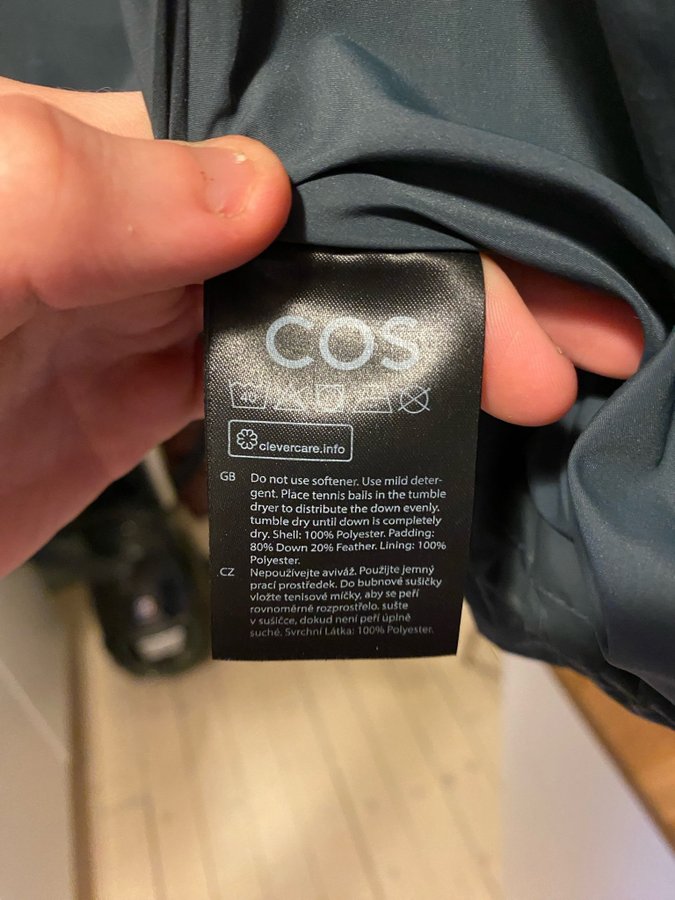 COS
40
clevercare.info
GB Do not use softener. Use mild deter-
gent. Place tennis balls in the tumble
dryer to distribute the down evenly.
tumble dry until down is completely
dry. Shell: 100% Polyester. Padding:
80% Down 20% Feather. Lining: 100%
Polyester.
CZ Nepoužívejte aviváž. Použijte jemný
prací prostředek. Do bubnové sušičky
vložte tenisové míčky, aby se peří
rovnoměrně rozprostřelo. sušte
v sušičce, dokud není peří úplně
suché. Svrchní Látka: 100% Polyester.